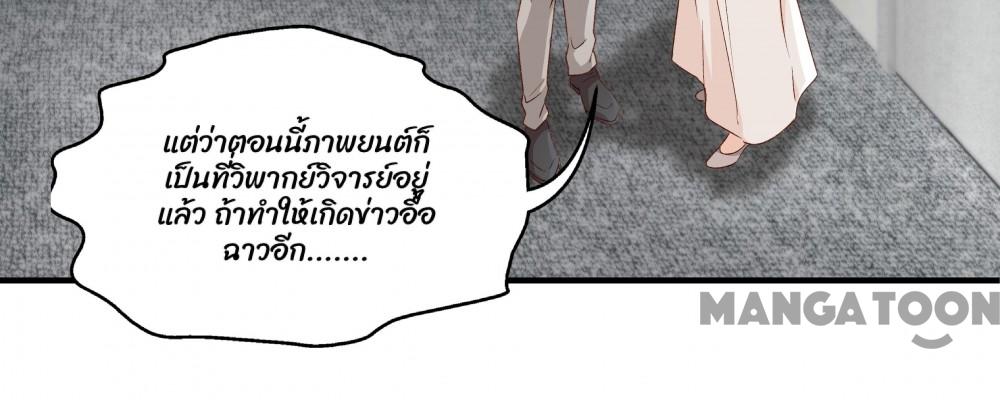 แต่ว่าตอนนี้ภาพยนต์ก็
เป็นที่วิพากย์วิจารย์อยู่
แล้ว ถ้าทำให้เกิดข่าวอื้อ
ฉาวอีก.......
MANGATOON